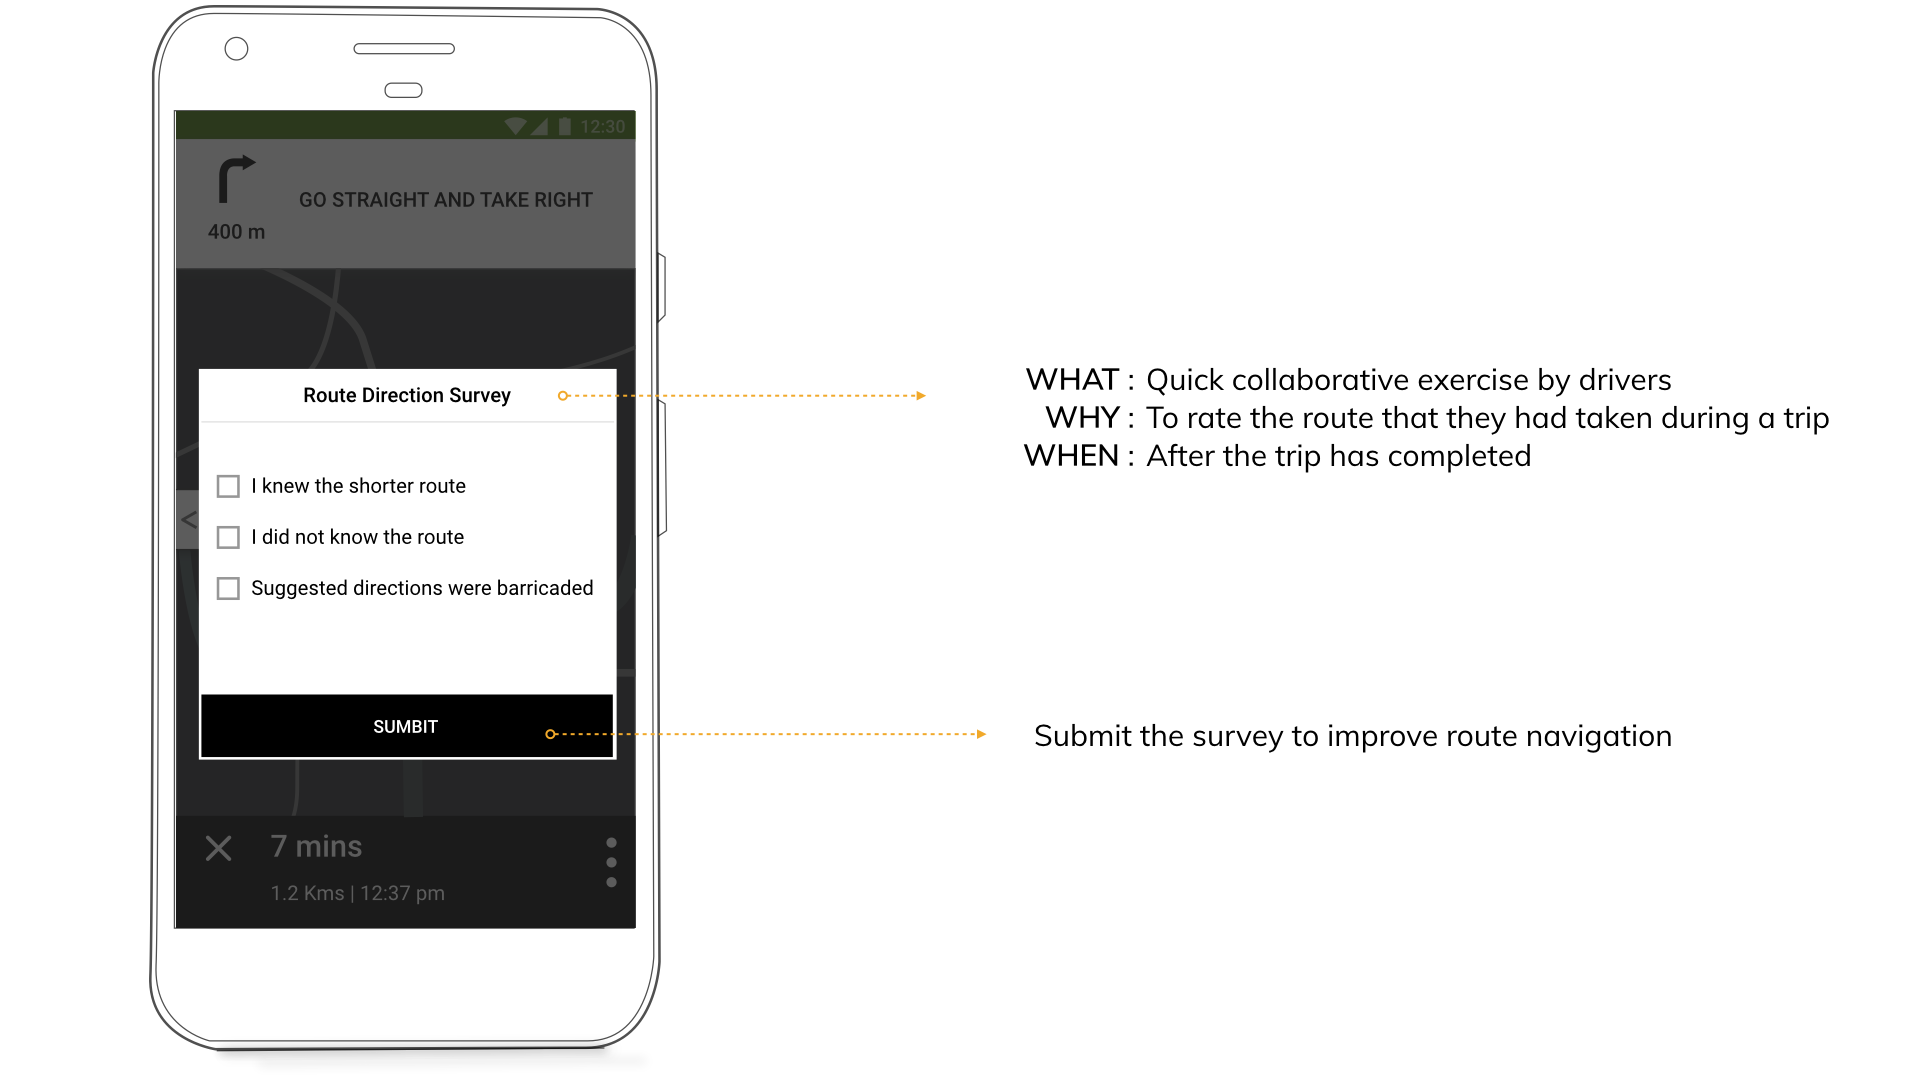 12:30
GO STRAIGHT AND TAKE RIGHT
400 m
Route Direction Survey
I knew the shorter route
I did not know the route
Suggested directions were barricaded
SUMBIT
7 mins
1.2 Kms | 12:37 pm
WHAT : Quick collaborative exercise by drivers
WHY : To rate the route that they had taken during a trip
WHEN : After the trip has completed
Submit the survey to improve route navigation